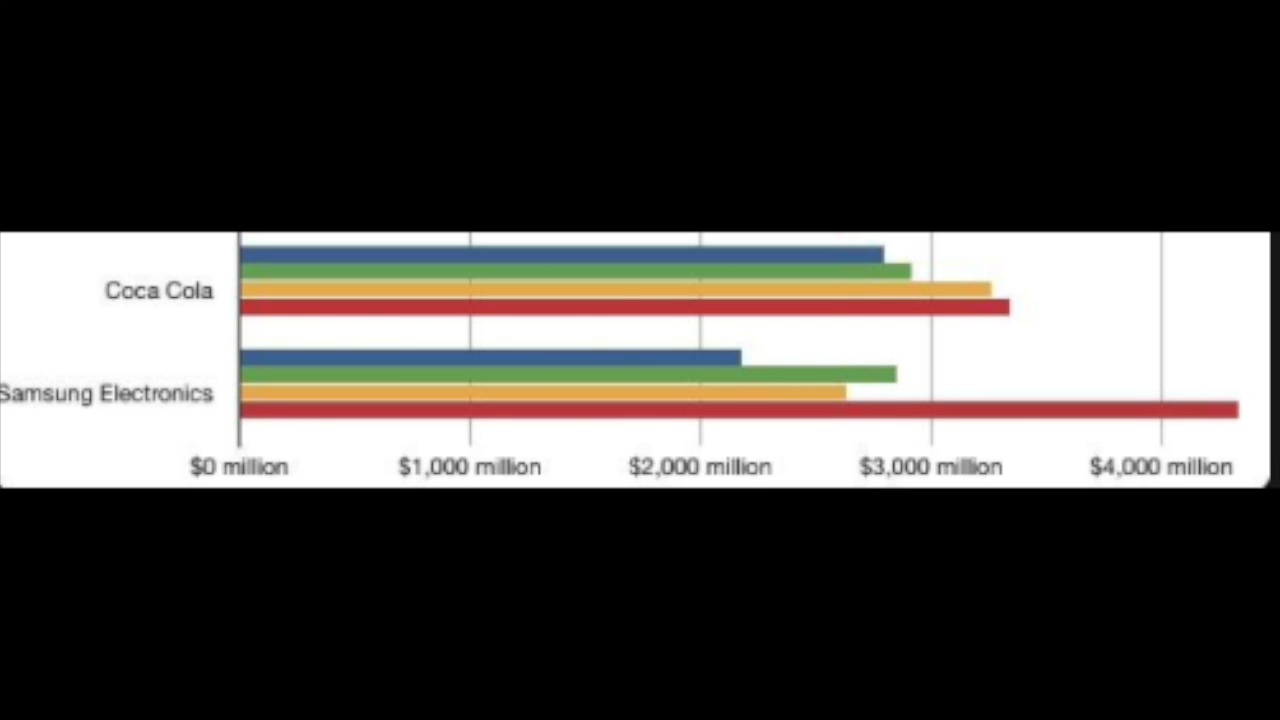 Coca Cola
Samsung Electronics
$0 million $1,000 million $2,000 million $3,000 million $4,000 million